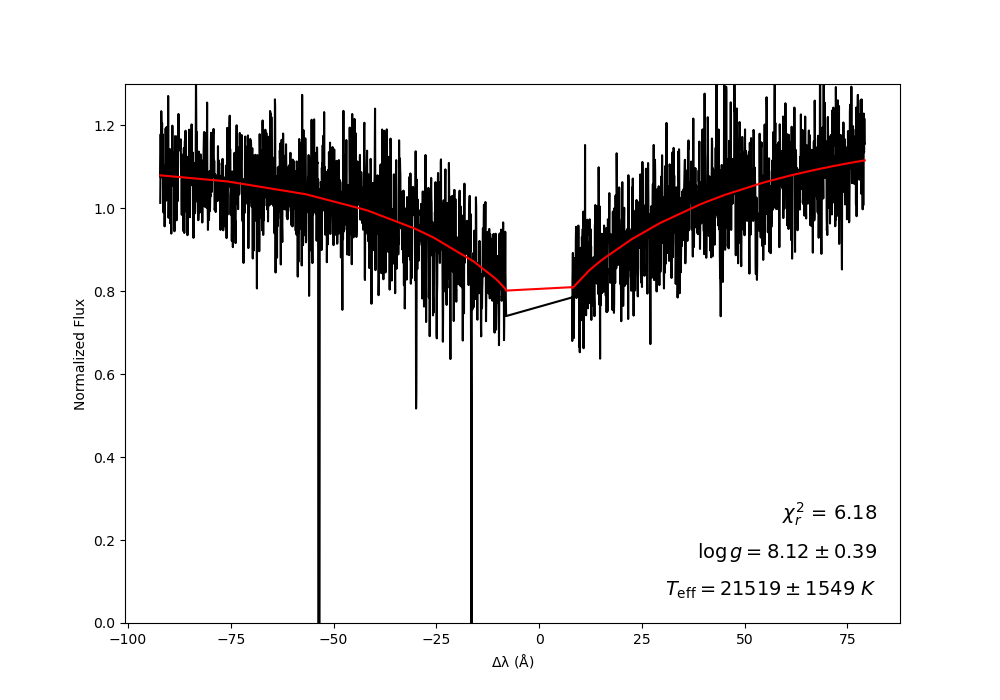 1.2
1.0
0.8
0.6
0.4
0.2
0.0
Normalized Flux
χ²ᵣ = 6.18
log g = 8.12 ± 0.39
T_eff = 21519 ± 1549 K
−100 −75 −50 −25 0 25 50 75
Δλ (Å)